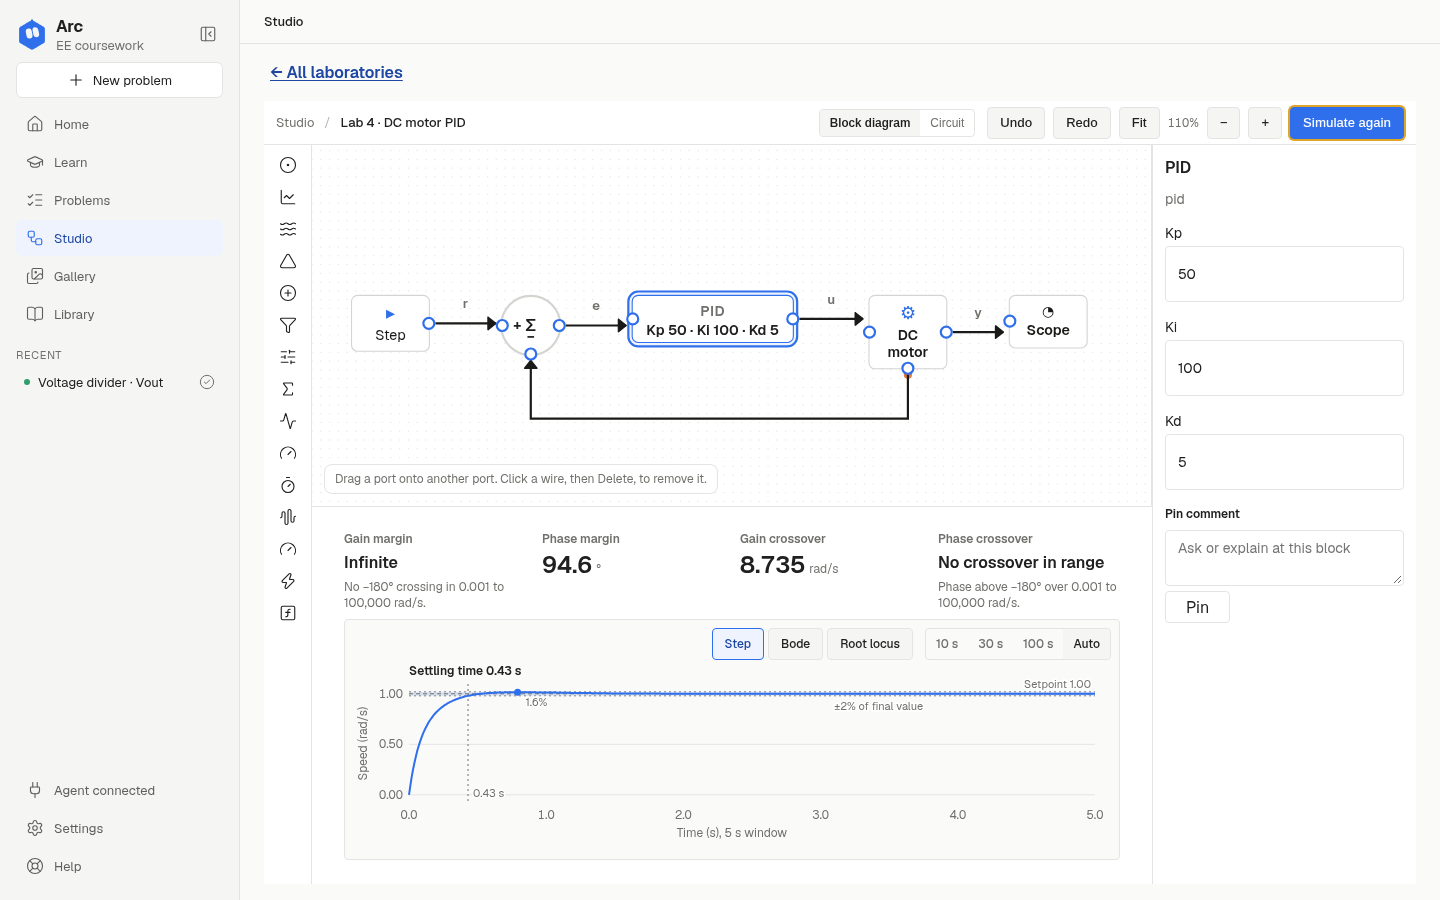 Arc
EE coursework
New problem
Home
Learn
Problems
Studio
Gallery
Library
RECENT
Voltage divider · Vout
Agent connected
Settings
Help
Studio
← All laboratories
Studio / Lab 4 · DC motor PID
Block diagram Circuit Undo Redo Fit 110% − + Simulate again
r
Step
+ Σ
−
e
PID
Kp 50 · Ki 100 · Kd 5
u
DC
motor
y
Scope
Drag a port onto another port. Click a wire, then Delete, to remove it.
Gain margin
Infinite
No −180° crossing in 0.001 to
100,000 rad/s.
Phase margin
94.6 °
Gain crossover
8.735 rad/s
Phase crossover
No crossover in range
Phase above −180° over 0.001 to
100,000 rad/s.
Step Bode Root locus 10 s 30 s 100 s Auto
Settling time 0.43 s
Setpoint 1.00
1.00
1.6%
±2% of final value
Speed (rad/s)
0.50
0.00
0.43 s
0.0 1.0 2.0 3.0 4.0 5.0
Time (s), 5 s window
PID
pid
Kp
50
Ki
100
Kd
5
Pin comment
Ask or explain at this block
Pin